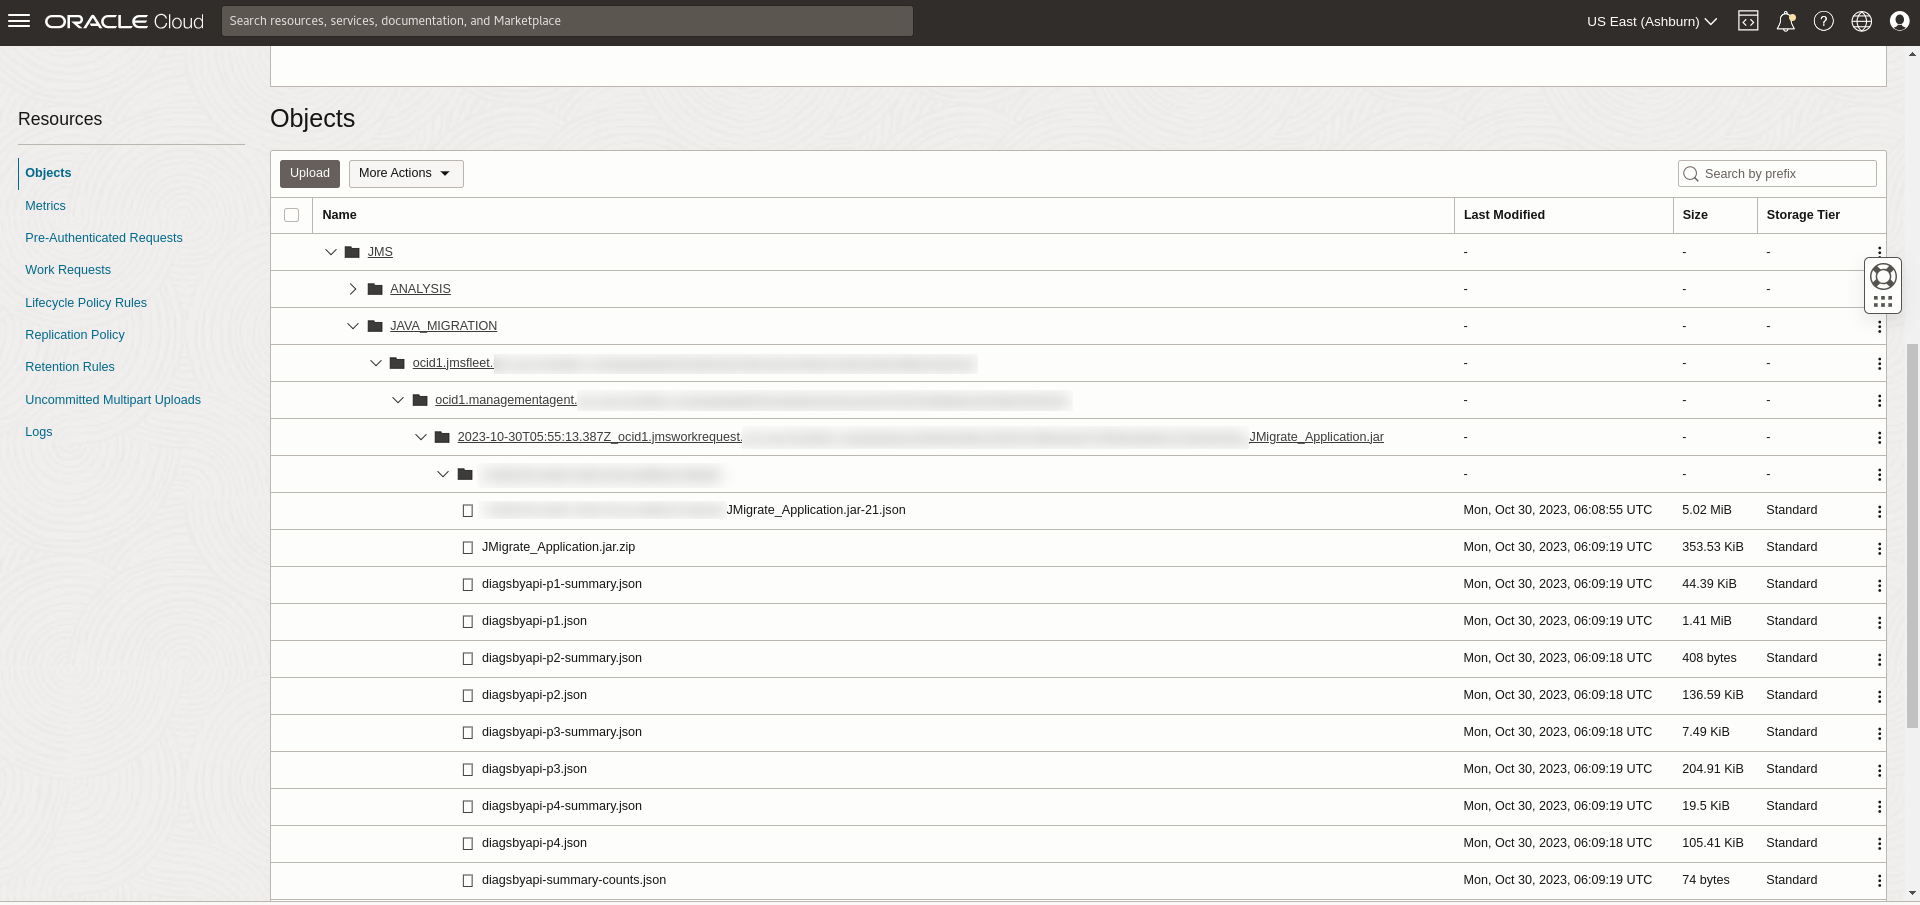 ORACLE Cloud
Search resources, services, documentation, and Marketplace
US East (Ashburn)
Resources
Objects
Metrics
Pre-Authenticated Requests
Work Requests
Lifecycle Policy Rules
Replication Policy
Retention Rules
Uncommitted Multipart Uploads
Logs
Objects
Upload
More Actions
Search by prefix
Name Last Modified Size Storage Tier
JMS - - -
ANALYSIS - - -
JAVA_MIGRATION - - -
ocid1.jmsfleet. - - -
ocid1.managementagent. - - -
2023-10-30T05:55:13.387Z_ocid1.jmsworkrequest. JMigrate_Application.jar - - -
- - -
JMigrate_Application.jar-21.json Mon, Oct 30, 2023, 06:08:55 UTC 5.02 MiB Standard
JMigrate_Application.jar.zip Mon, Oct 30, 2023, 06:09:19 UTC 353.53 KiB Standard
diagsbyapi-p1-summary.json Mon, Oct 30, 2023, 06:09:19 UTC 44.39 KiB Standard
diagsbyapi-p1.json Mon, Oct 30, 2023, 06:09:19 UTC 1.41 MiB Standard
diagsbyapi-p2-summary.json Mon, Oct 30, 2023, 06:09:18 UTC 408 bytes Standard
diagsbyapi-p2.json Mon, Oct 30, 2023, 06:09:18 UTC 136.59 KiB Standard
diagsbyapi-p3-summary.json Mon, Oct 30, 2023, 06:09:18 UTC 7.49 KiB Standard
diagsbyapi-p3.json Mon, Oct 30, 2023, 06:09:19 UTC 204.91 KiB Standard
diagsbyapi-p4-summary.json Mon, Oct 30, 2023, 06:09:19 UTC 19.5 KiB Standard
diagsbyapi-p4.json Mon, Oct 30, 2023, 06:09:18 UTC 105.41 KiB Standard
diagsbyapi-summary-counts.json Mon, Oct 30, 2023, 06:09:19 UTC 74 bytes Standard